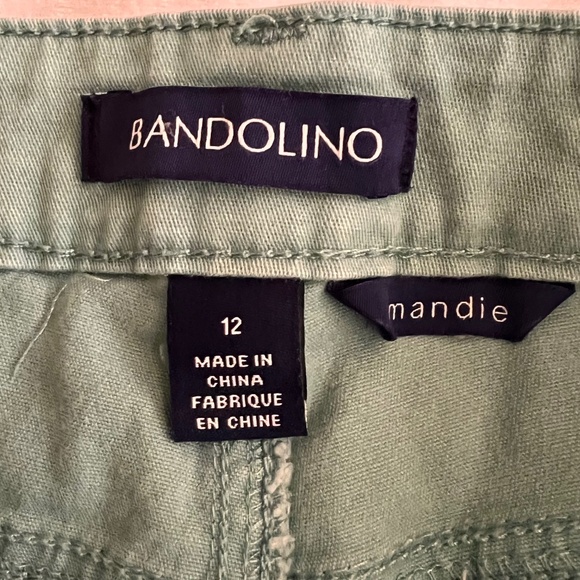 BANDOLINO
12
MADE IN
CHINA
FABRIQUE
EN CHINE
mandie